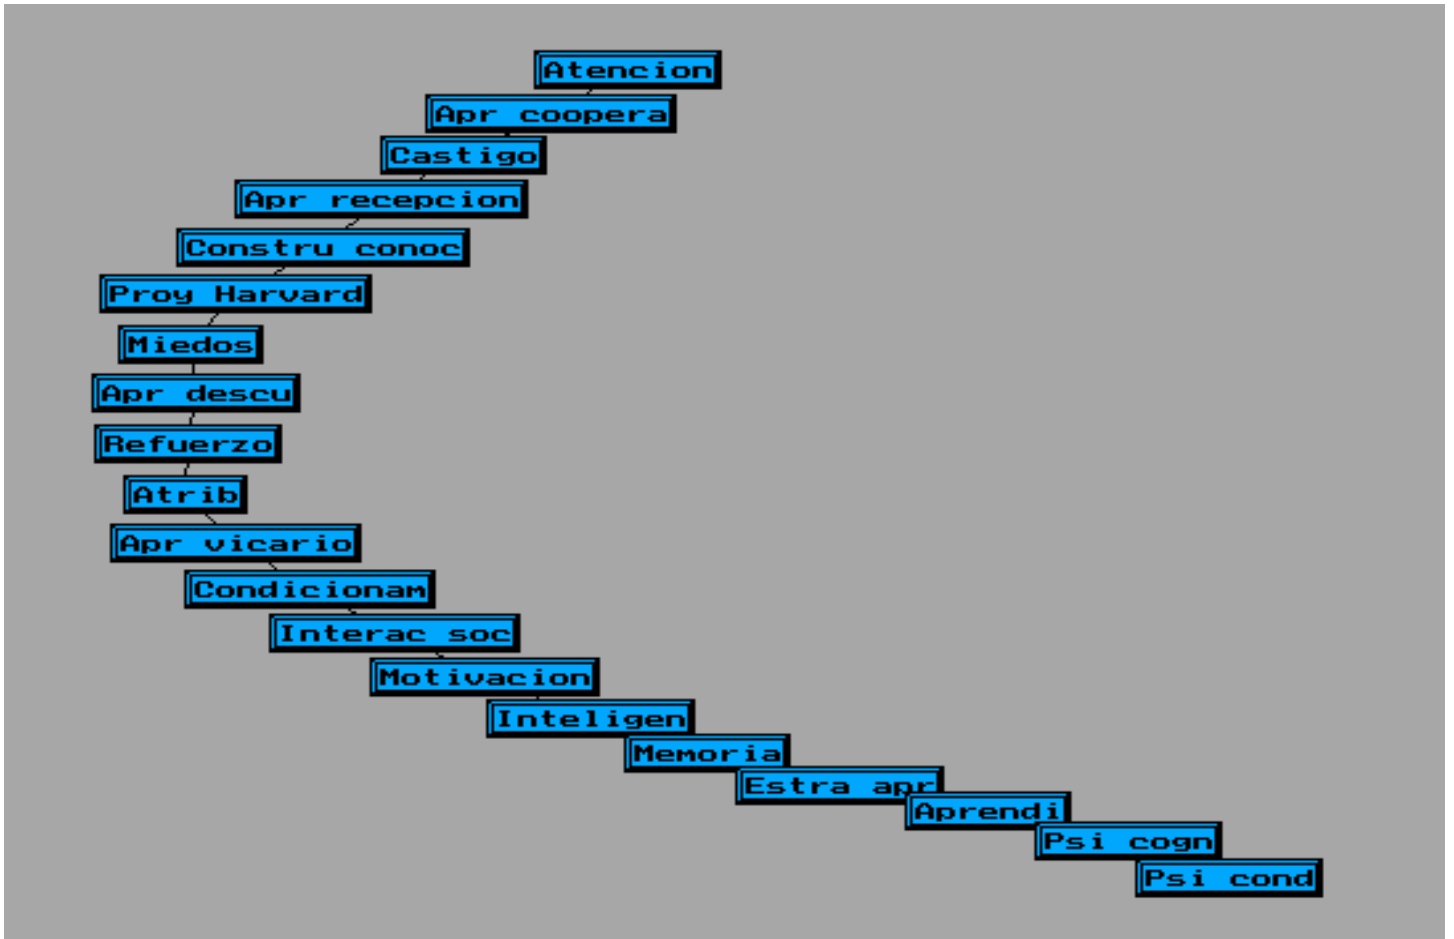 Atencion
Apr coopera
Castigo
Apr recepcion
Constru conoc
Proy Harvard
Miedos
Apr descu
Refuerzo
Atrib
Apr vicario
Condicionam
Interac soc
Motivacion
Inteligen
Memoria
Estra apr
Aprendi
Psi cogn
Psi cond